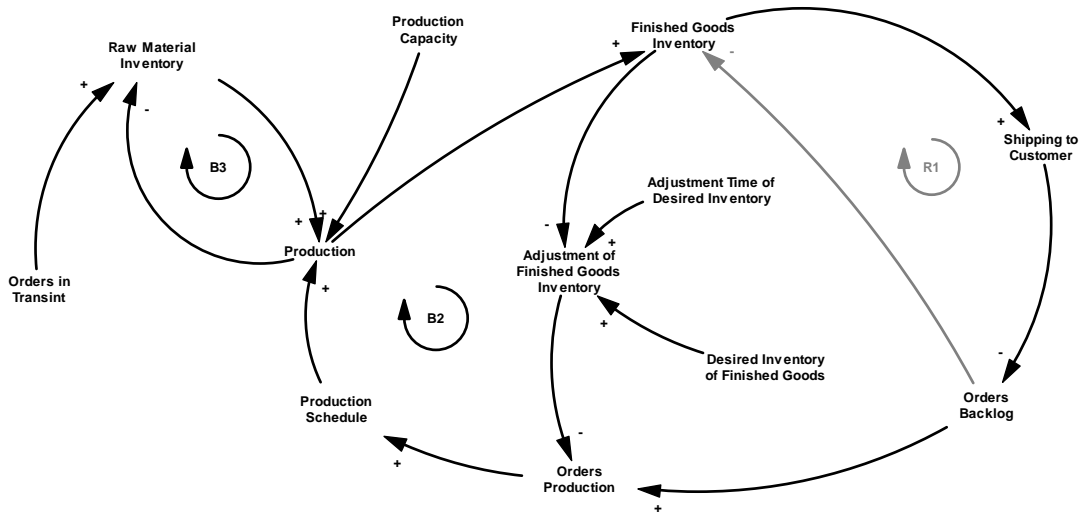 Production
Capacity
Finished Goods
Inventory
Raw Material
Inventory
+
-
+
+
-
B3
R1
+
Shipping to
Customer
Adjustment Time of
Desired Inventory
+
+
Production
-
+
Adjustment of
Finished Goods
Inventory
Orders in
Transint
+
B2
+
-
Desired Inventory
of Finished Goods
Production
Schedule
Orders
Backlog
-
+
Orders
Production
+